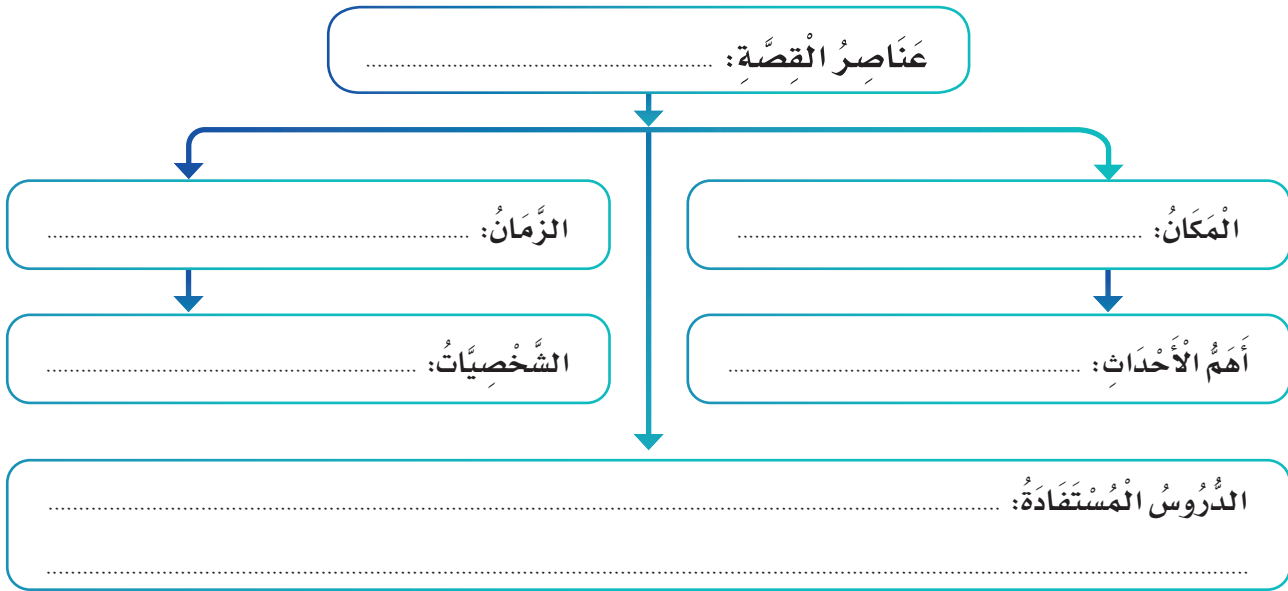 عَنَاصِرُ الْقِصَّةِ: ..........................................................
الْمَكَانُ: ....................................................................
الزَّمَانُ: .......................................................................
أَهَمُّ الْأَحْدَاثِ: ...........................................................
الشَّخْصِيَّاتُ: ..............................................................
الدُّرُوسُ الْمُسْتَفَادَةُ: ................................................................................................................................................................
..........................................................................................................................................................................................................